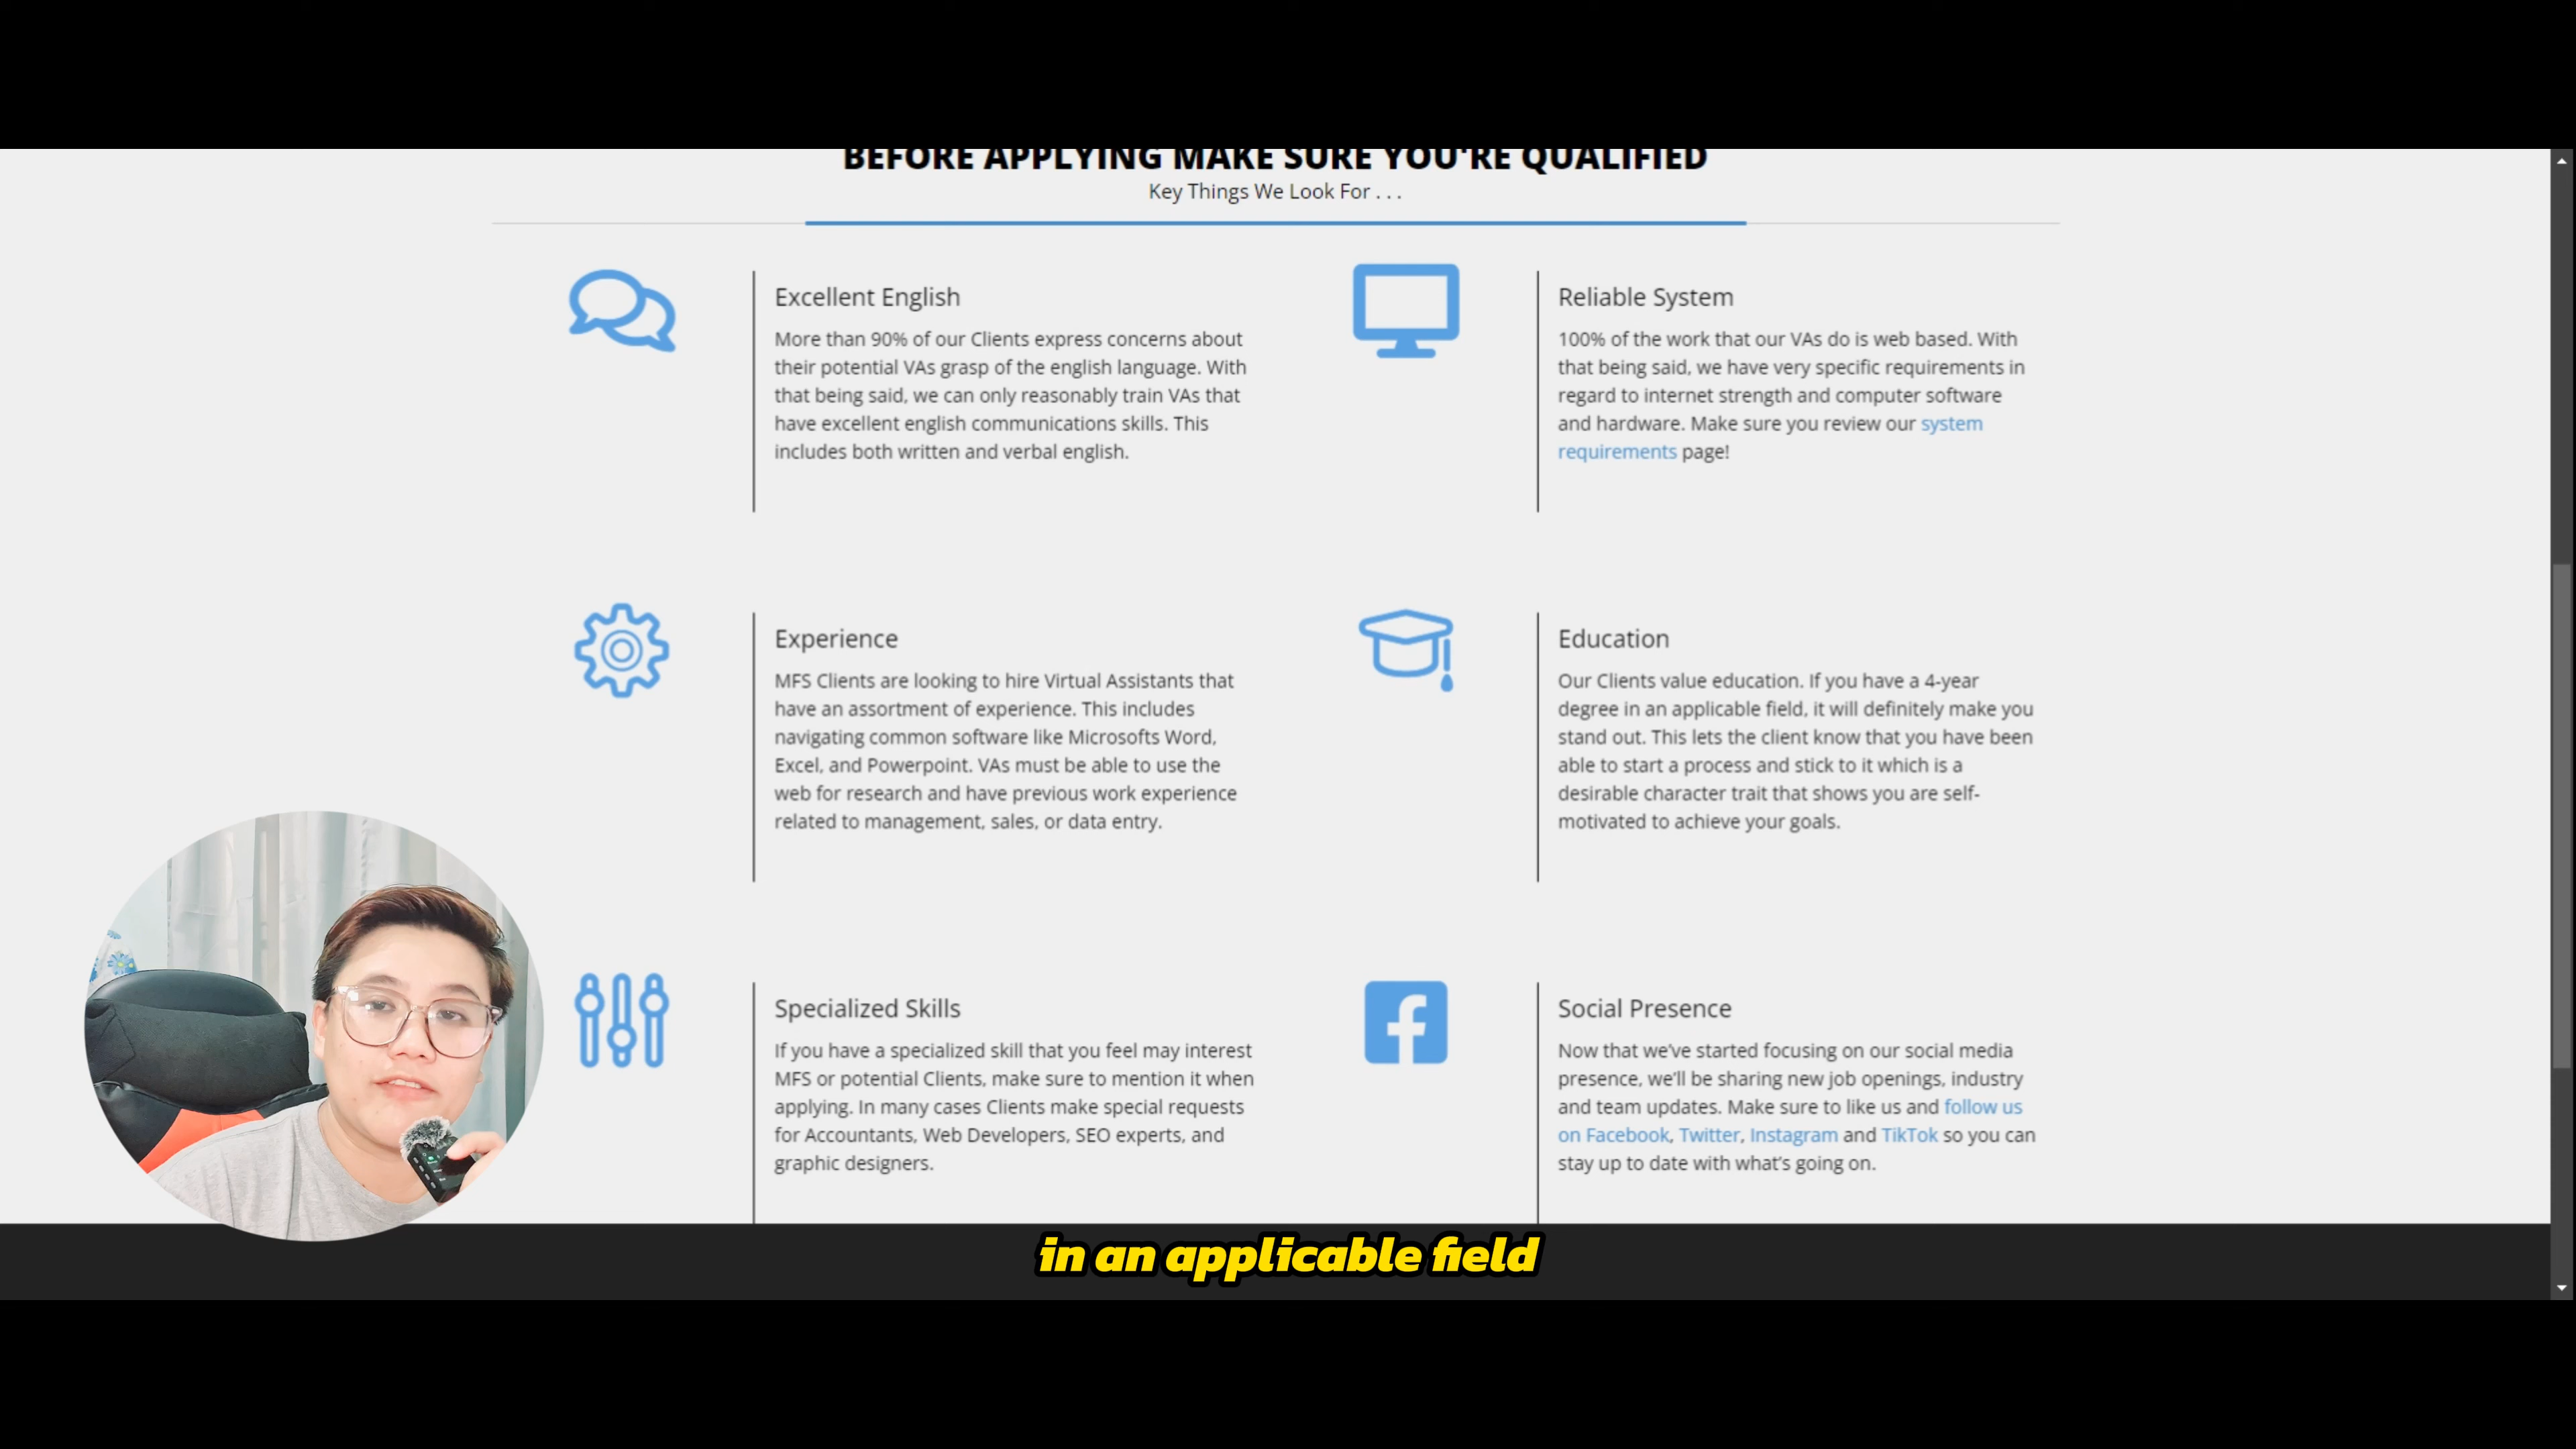 BEFORE APPLYING MAKE SURE YOU'RE QUALIFIED
Key Things We Look For . . .
Excellent English
More than 90% of our Clients express concerns about
their potential VAs grasp of the english language. With
that being said, we can only reasonably train VAs that
have excellent english communications skills. This
includes both written and verbal english.
Reliable System
100% of the work that our VAs do is web based. With
that being said, we have very specific requirements in
regard to internet strength and computer software
and hardware. Make sure you review our system
requirements page!
Experience
MFS Clients are looking to hire Virtual Assistants that
have an assortment of experience. This includes
navigating common software like Microsofts Word,
Excel, and Powerpoint. VAs must be able to use the
web for research and have previous work experience
related to management, sales, or data entry.
Education
Our Clients value education. If you have a 4-year
degree in an applicable field, it will definitely make you
stand out. This lets the client know that you have been
able to start a process and stick to it which is a
desirable character trait that shows you are self-
motivated to achieve your goals.
Specialized Skills
If you have a specialized skill that you feel may interest
MFS or potential Clients, make sure to mention it when
applying. In many cases Clients make special requests
for Accountants, Web Developers, SEO experts, and
graphic designers.
Social Presence
Now that we've started focusing on our social media
presence, we'll be sharing new job openings, industry
and team updates. Make sure to like us and follow us
on Facebook, Twitter, Instagram and TikTok so you can
stay up to date with what's going on.
in an applicable field